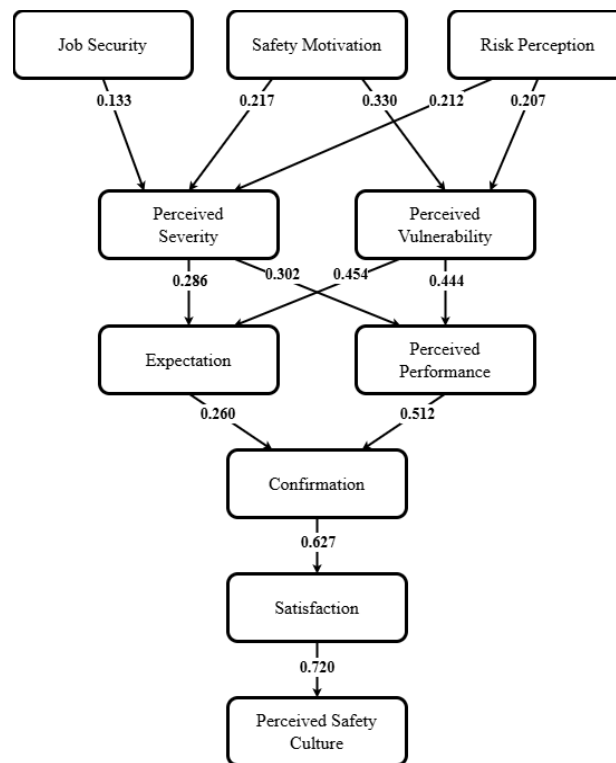 Job Security
Safety Motivation
Risk Perception
0.133
0.217
0.330
0.212
0.207
Perceived
Severity
Perceived
Vulnerability
0.286
0.302
0.454
0.444
Expectation
Perceived
Performance
0.260
0.512
Confirmation
0.627
Satisfaction
0.720
Perceived Safety
Culture